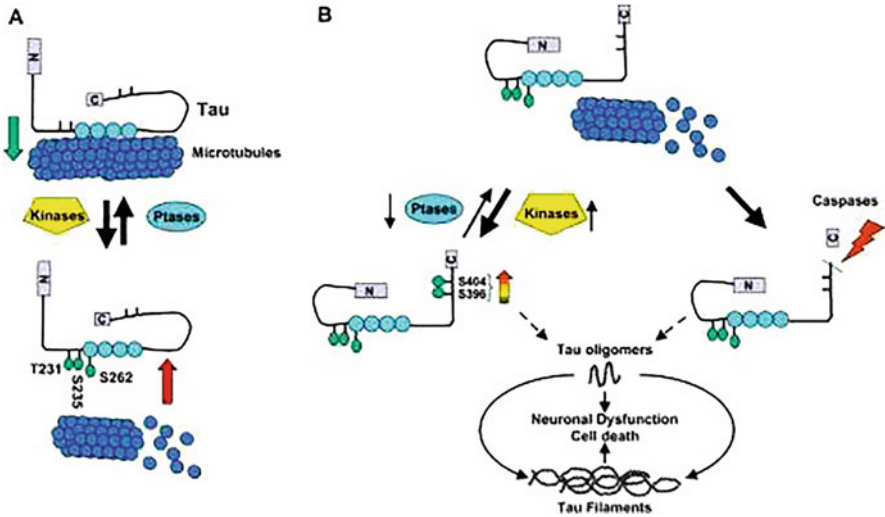 A
N
C
Tau
Microtubules
Kinases
Ptases
N
C
T231
S235
S262
B
N
C
Ptases
Kinases
Caspases
C
N
S404
S396
C
N
Tau oligomers
Neuronal Dysfunction
Cell death
Tau Filaments